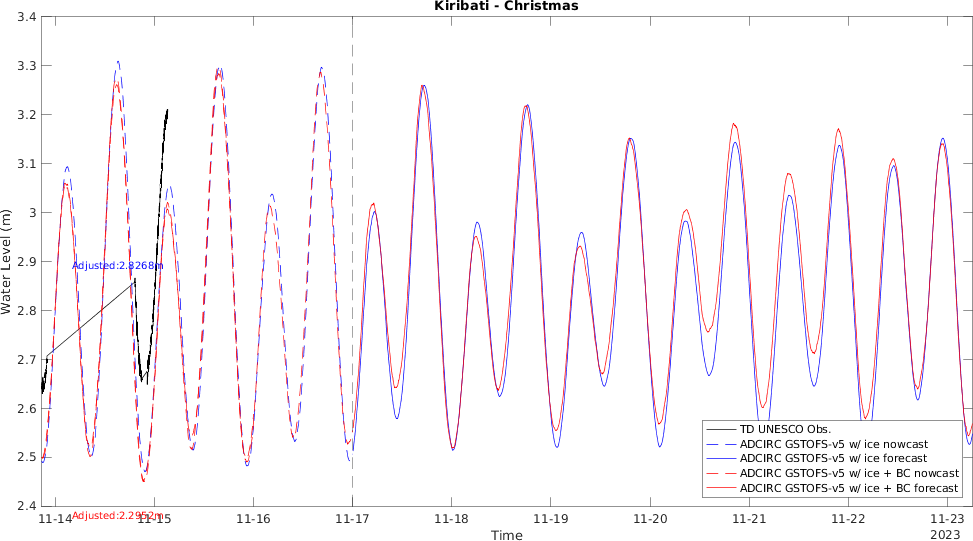 Kiribati - Christmas
3.4
3.3
3.2
3.1
3
2.9
2.8
2.7
2.6
2.5
2.4
Water Level (m)
Adjusted:2.8268m
Adjusted:2.2952m
TD UNESCO Obs.
ADCIRC GSTOFS-v5 w/ ice nowcast
ADCIRC GSTOFS-v5 w/ ice forecast
ADCIRC GSTOFS-v5 w/ ice + BC nowcast
ADCIRC GSTOFS-v5 w/ ice + BC forecast
11-14 11-15 11-16 11-17 11-18 11-19 11-20 11-21 11-22 11-23
2023
Time